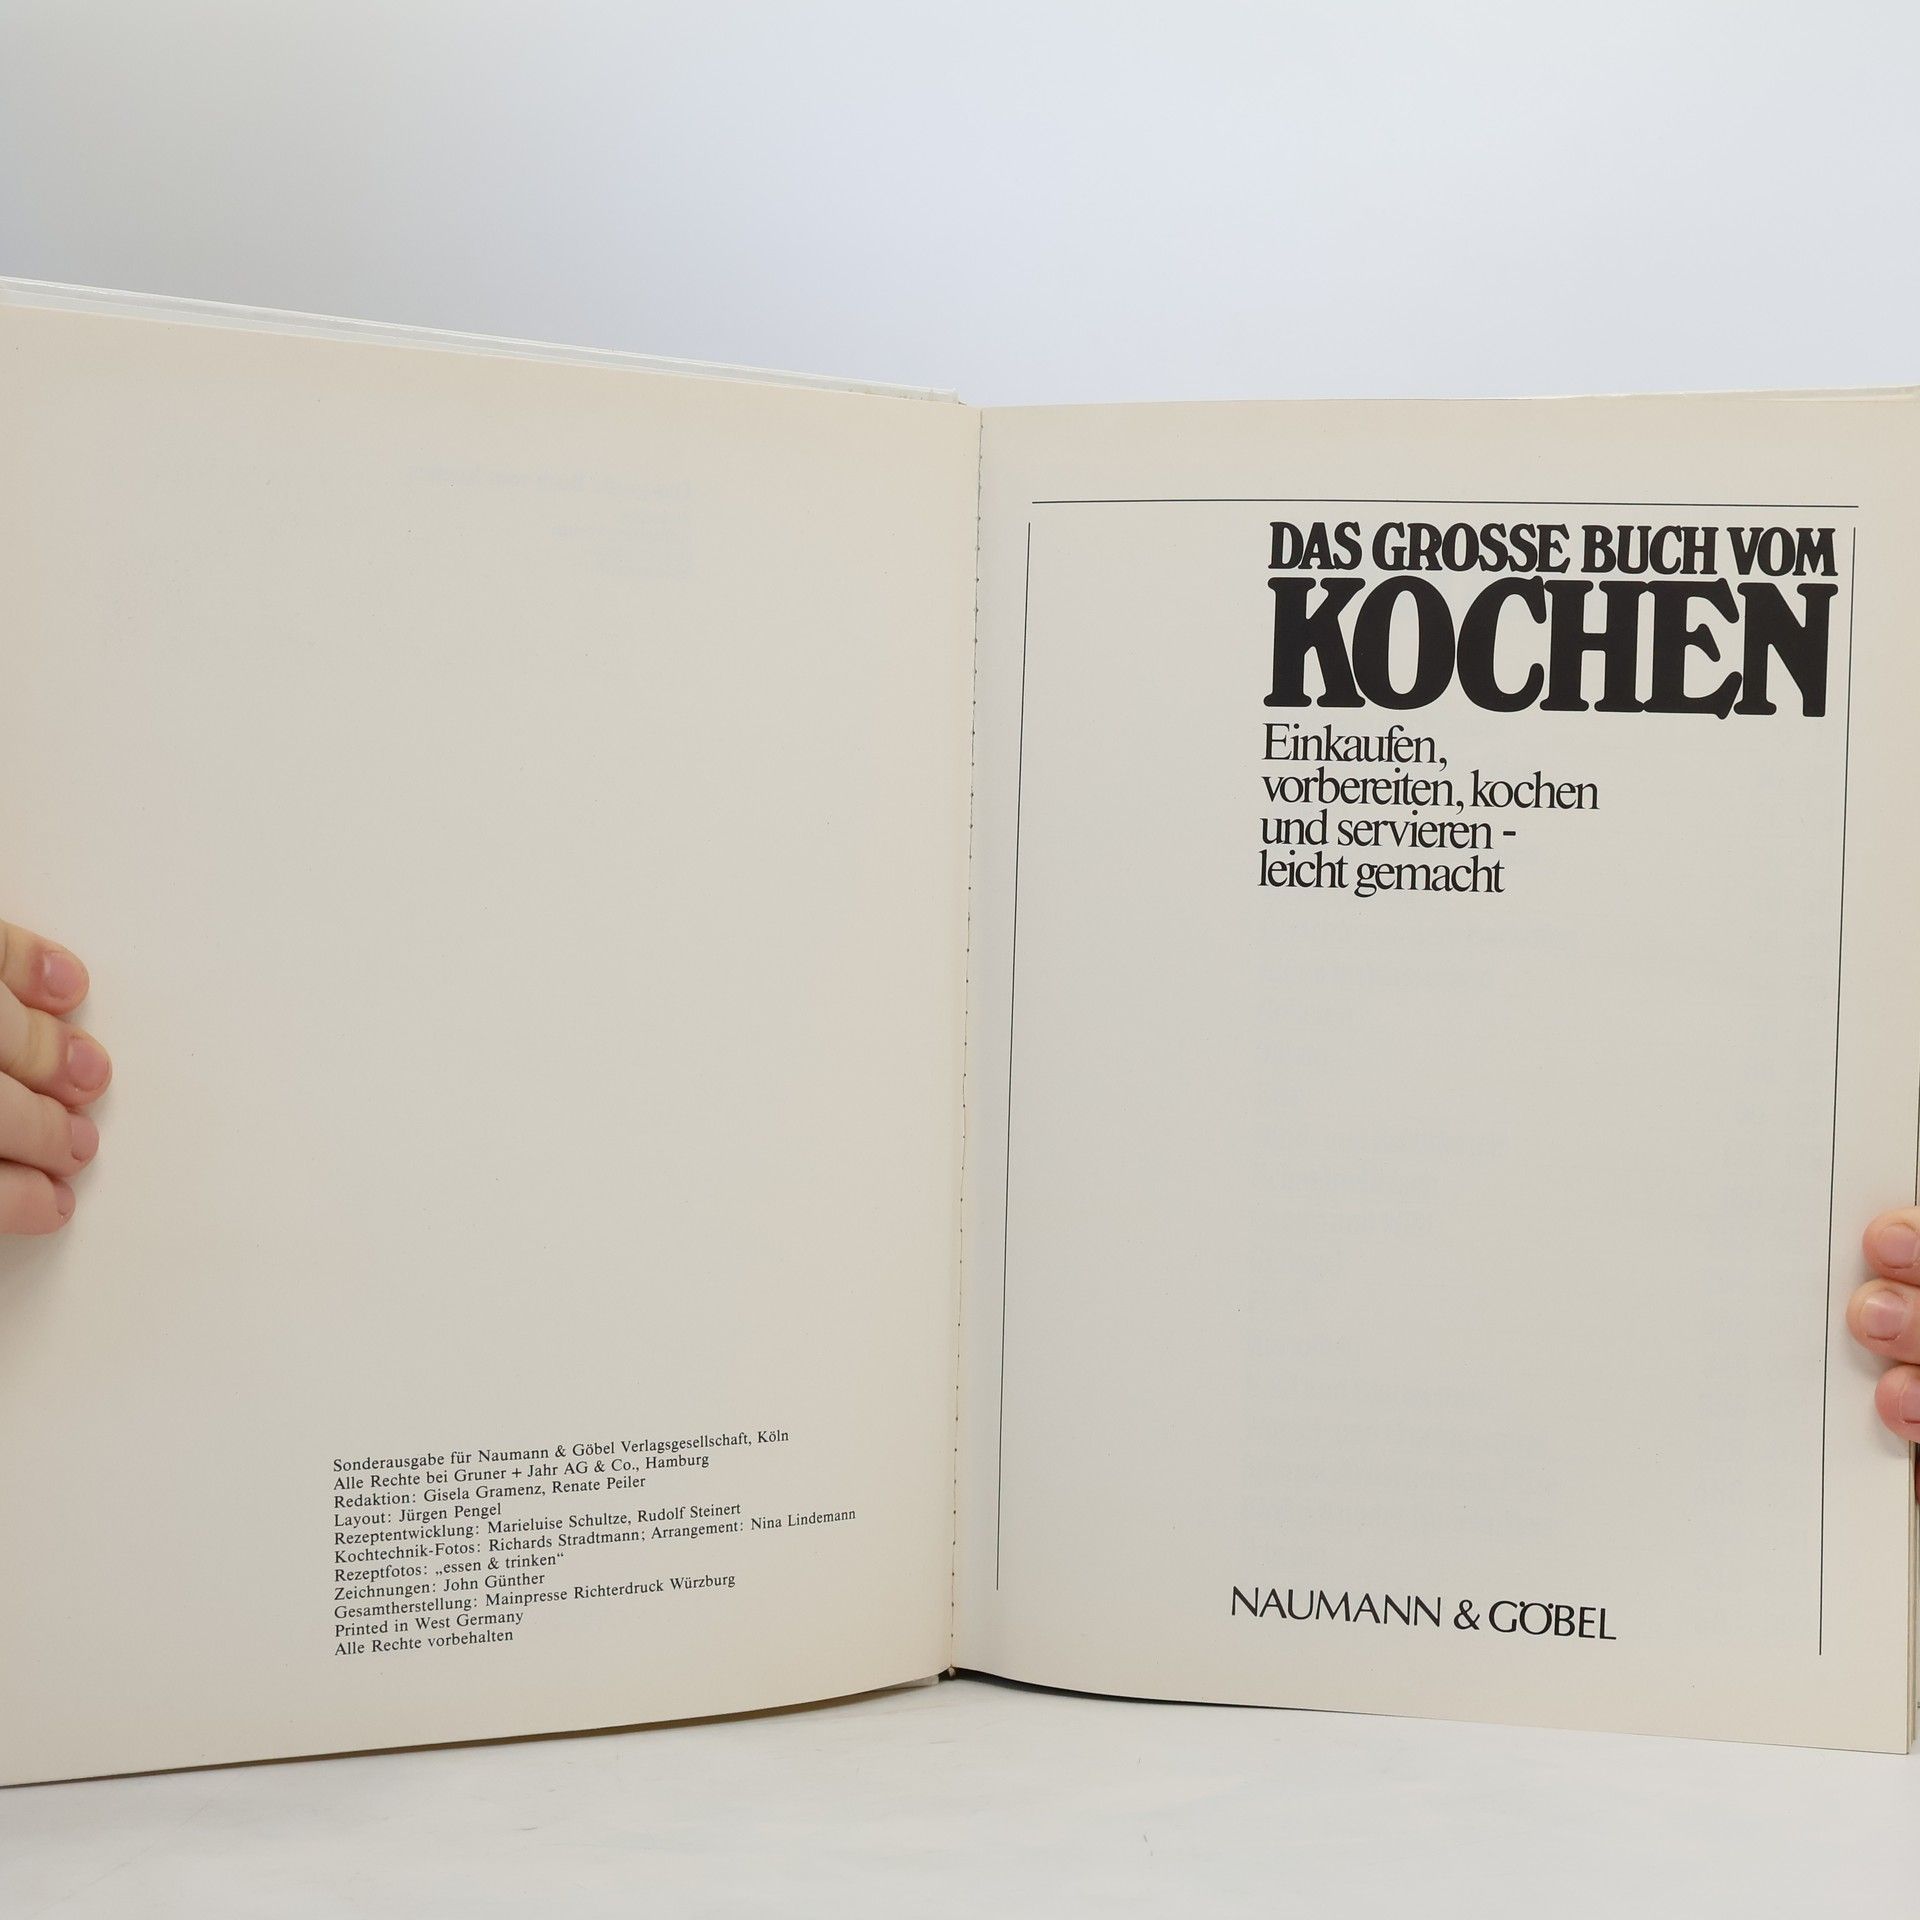 Sonderausgabe für Naumann & Göbel Verlagsgesellschaft, Köln
Alle Rechte bei Gruner + Jahr AG & Co., Hamburg
Redaktion: Gisela Gramenz, Renate Peiler
Layout: Jürgen Pengel
Rezeptentwicklung: Marieluise Schultze, Rudolf Steinert
Kochtechnik-Fotos: Richards Stradtmann; Arrangement: Nina Lindemann
Rezeptfotos: „essen & trinken“
Zeichnungen: John Günther
Gesamtherstellung: Mainpresse Richterdruck Würzburg
Printed in West Germany
Alle Rechte vorbehalten
DAS GROSSE BUCH VOM
KOCHEN
Einkaufen,
vorbereiten, kochen
und servieren -
leicht gemacht
NAUMANN & GÖBEL